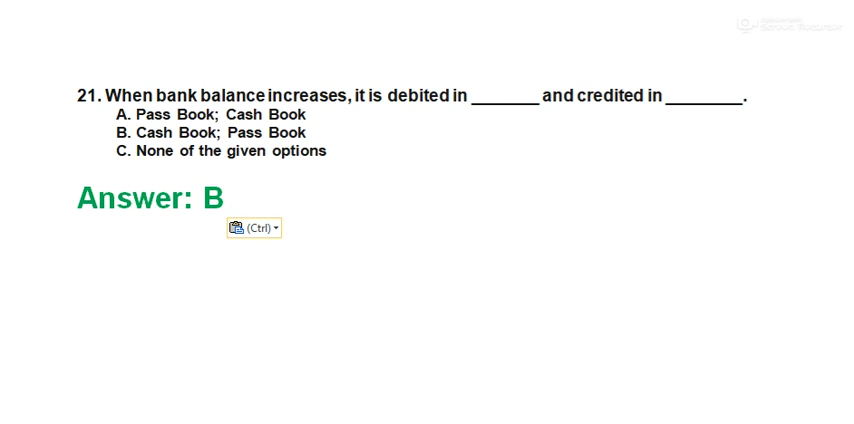 21. When bank balance increases, it is debited in _______ and credited in ________.
A. Pass Book; Cash Book
B. Cash Book; Pass Book
C. None of the given options
Answer: B
(Ctrl)